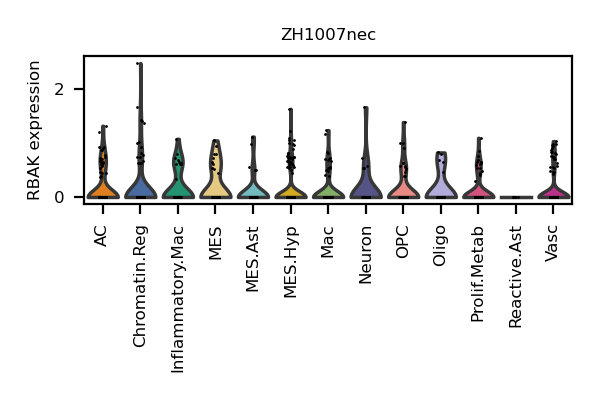 ZH1007nec
RBAK expression
2
0
AC
Chromatin.Reg
Inflammatory.Mac
MES
MES.Ast
MES.Hyp
Mac
Neuron
OPC
Oligo
Prolif.Metab
Reactive.Ast
Vasc